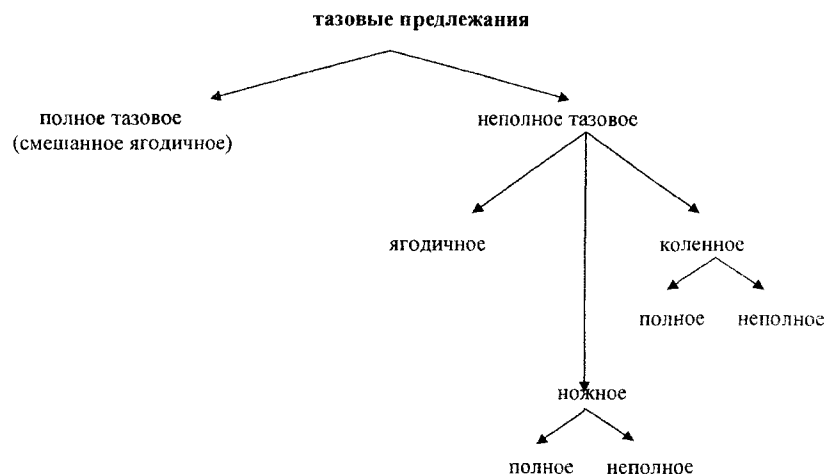 тазовые предлежания
полное тазовое
(смешанное ягодичное)
неполное тазовое
ягодичное
коленное
полное неполное
ножное
полное неполное